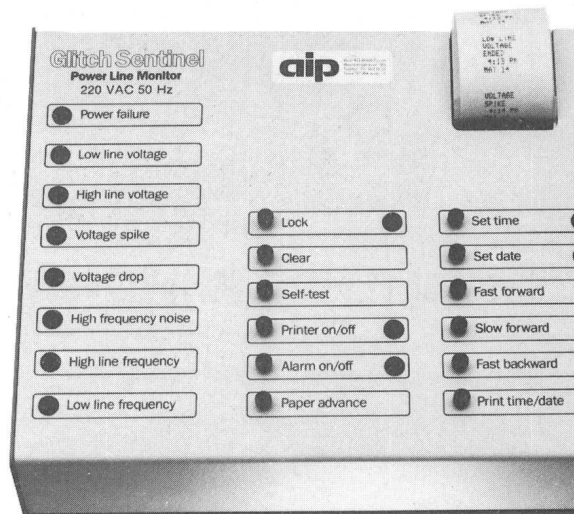 Glitch Sentinel
Power Line Monitor
220 VAC 50 Hz
Power failure
Low line voltage
High line voltage
Voltage spike
Voltage drop
High frequency noise
High line frequency
Low line frequency
aip
LOW LINE
VOLTAGE
ENDED
4:13 PM
MAY 14
VOLTAGE
SPIKE
Lock
Clear
Self-test
Printer on/off
Alarm on/off
Paper advance
Set time
Set date
Fast forward
Slow forward
Fast backward
Print time/date